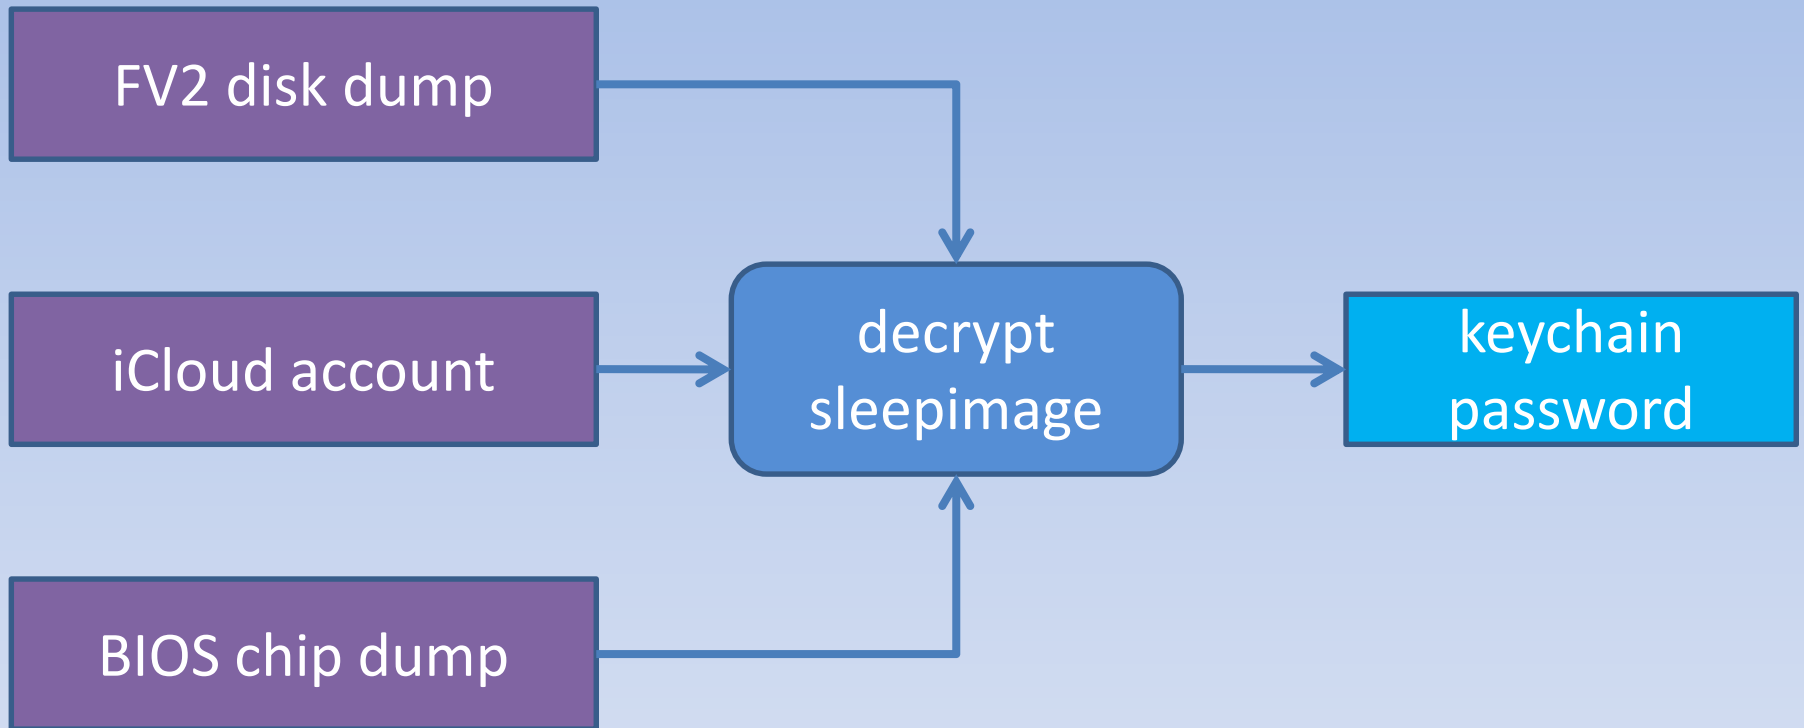 FV2 disk dump
iCloud account
decrypt
sleepimage
keychain
password
BIOS chip dump